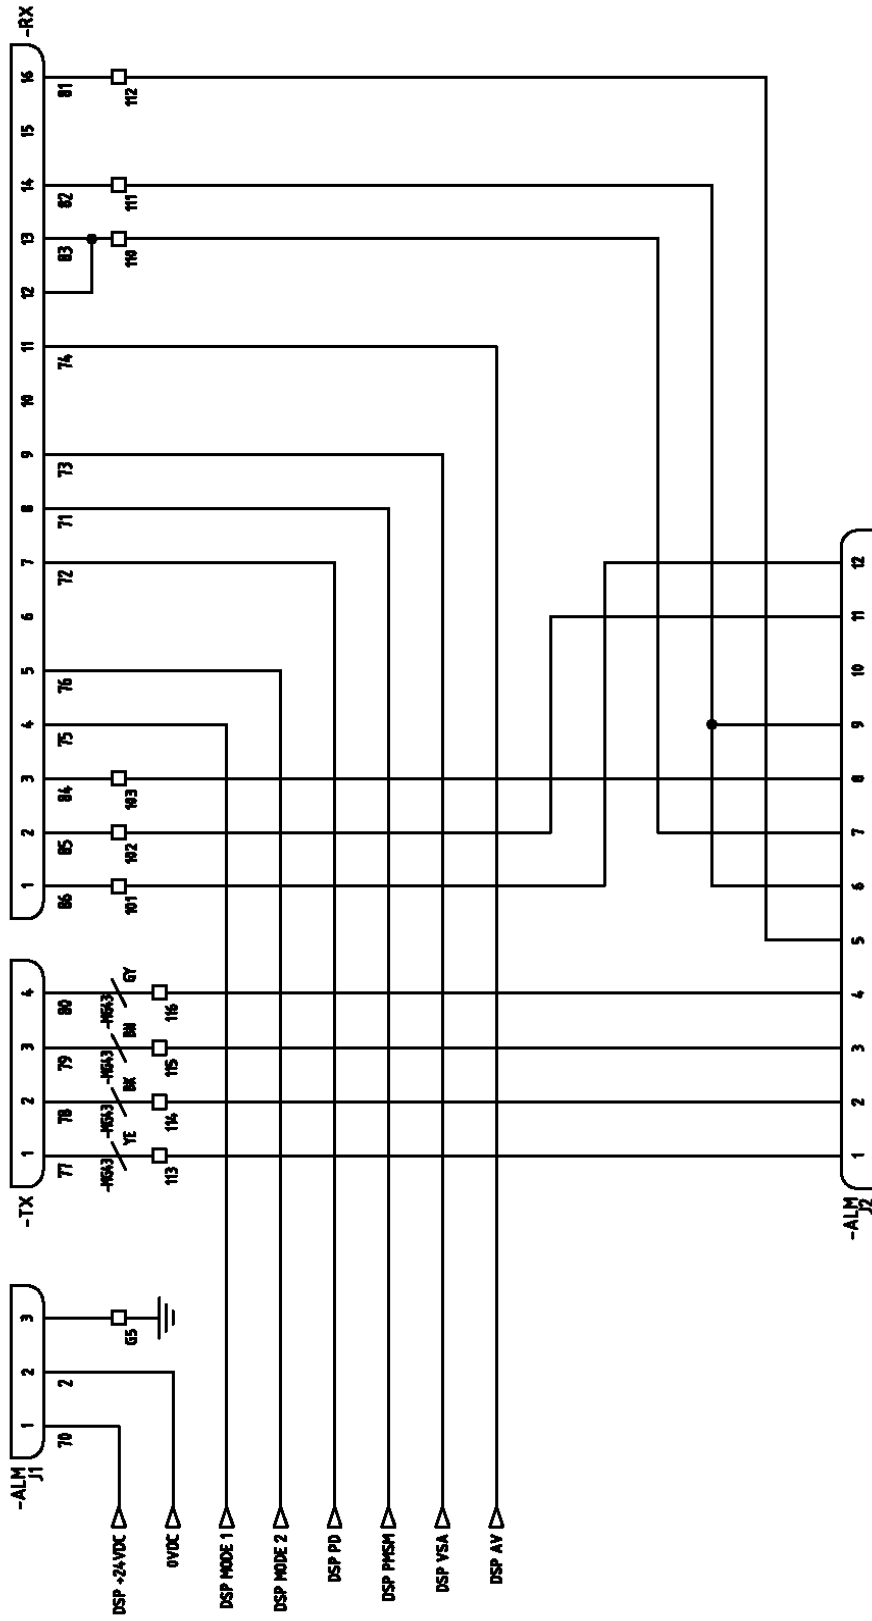 -ALM
J1
1
2
3
70
2
G5
DSP +24VDC
0VDC
DSP MODE 1
DSP MODE 2
DSP PD
DSP PMSM
DSP VSA
DSP AV
-TX
1
2
3
4
77
78
79
80
-MG43
-MG43
-MG43
-MG43
YE
BK
BN
GY
113
114
115
116
-RX
1
2
3
4
5
6
7
8
9
10
11
12
13
14
15
16
86
85
84
75
76
72
71
73
74
83
82
81
101
102
103
110
111
112
-ALM
J2
1
2
3
4
5
6
7
8
9
10
11
12